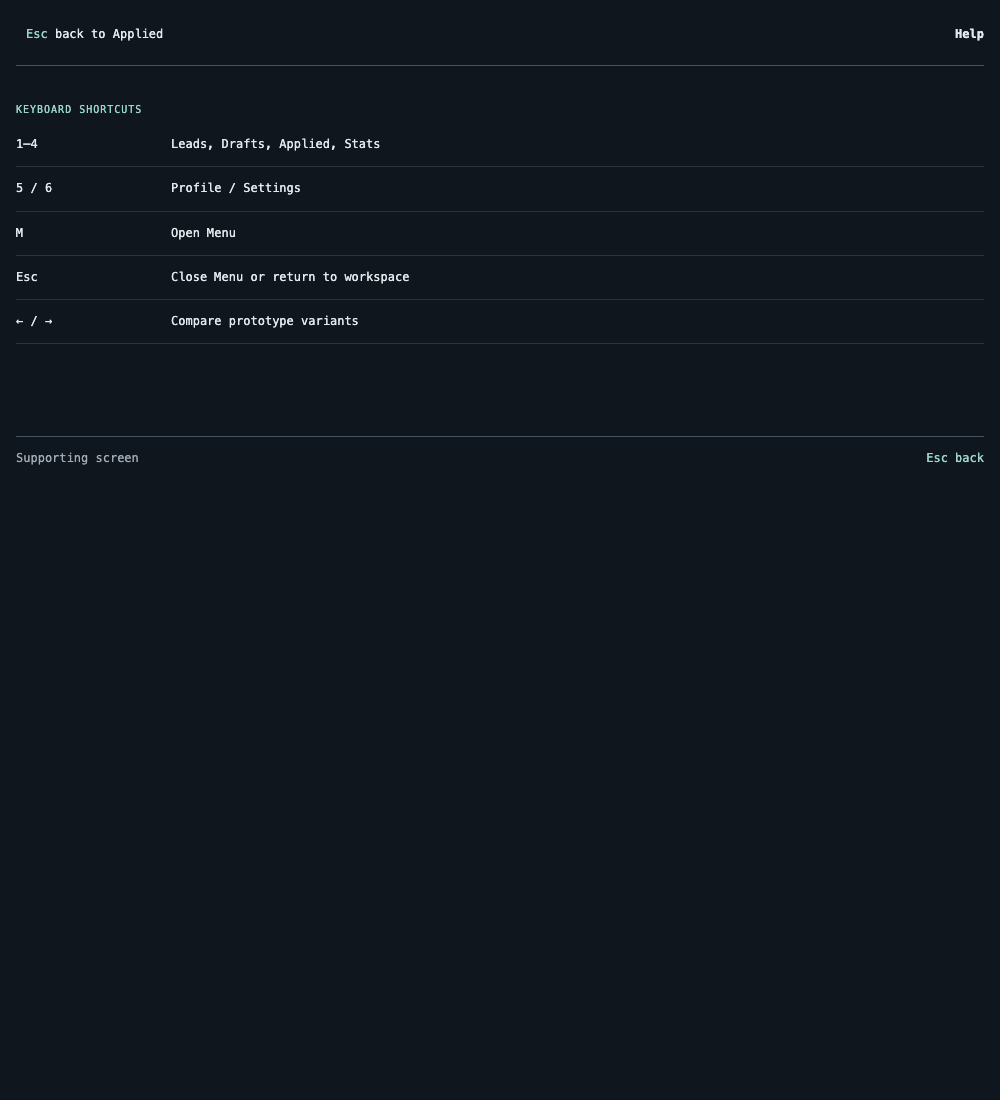 Esc back to Applied Help
KEYBOARD SHORTCUTS
1–4 Leads, Drafts, Applied, Stats
5 / 6 Profile / Settings
M Open Menu
Esc Close Menu or return to workspace
← / → Compare prototype variants
Supporting screen Esc back